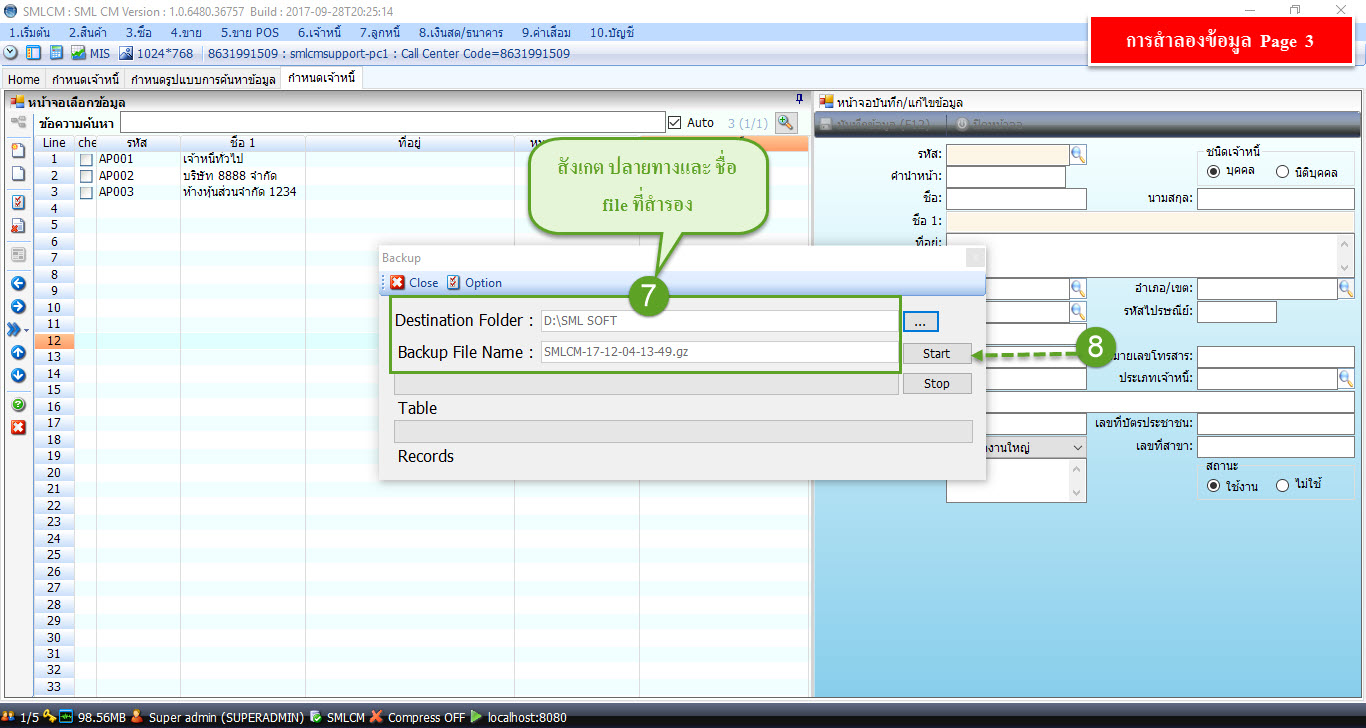 SMLCM : SML CM Version : 1.0.6480.36757 Build : 2017-09-28T20:25:14
1.เริ่มต้น 2.สินค้า 3.ซื้อ 4.ขาย 5.ขาย POS 6.เจ้าหนี้ 7.ลูกหนี้ 8.เงินสด/ธนาคาร 9.ค่าเสื่อม 10.บัญชี
การสำลองข้อมูล Page 3
MIS 1024*768 8631991509 : smlcmsupport-pc1 : Call Center Code=8631991509
Home กำหนดเจ้าหนี้ กำหนดรูปแบบการค้นหาข้อมูล กำหนดเจ้าหนี้
หน้าจอเลือกข้อมูล
ข้อความค้นหา Auto 3 (1/1)
Line che รหัส ชื่อ 1 ที่อยู่
1 AP001 เจ้าหนี้ทั่วไป
2 AP002 บริษัท 8888 จำกัด
3 AP003 ห้างหุ้นส่วนจำกัด 1234
4
5
6
7
8
9
10
11
12
13
14
15
16
17
18
19
20
21
22
23
24
25
26
27
28
29
30
31
32
33
สังเกต ปลายทางและ ชื่อ
file ที่สำรอง
Backup
Close Option
7
Destination Folder : D:\SML SOFT ...
Backup File Name : SMLCM-17-12-04-13-49.gz Start
8
Stop
Table
Records
หน้าจอบันทึก/แก้ไขข้อมูล
บันทึกข้อมูล (F12) ปิดหน้าจอ
รหัส: ชนิดเจ้าหนี้
คำนำหน้า: บุคคล นิติบุคคล
ชื่อ: นามสกุล:
ชื่อ 1:
ที่อยู่:
อำเภอ/เขต:
รหัสไปรษณีย์:
มายเลขโทรสาร:
ประเภทเจ้าหนี้:
เลขที่บัตรประชาชน:
งานใหญ่ เลขที่สาขา:
สถานะ
ใช้งาน ไม่ใช้
1/5 98.56MB Super admin (SUPERADMIN) SMLCM Compress OFF localhost:8080